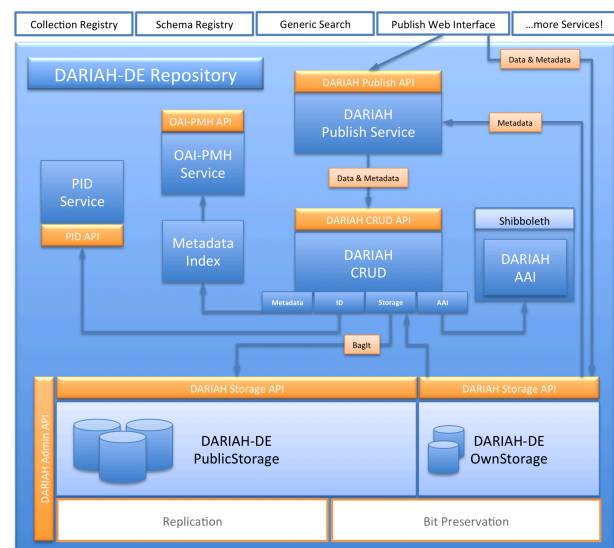 Collection Registry
Schema Registry
Generic Search
Publish Web Interface
...more Services!
Data & Metadata
DARIAH-DE Repository
DARIAH Publish API
DARIAH
Publish Service
Metadata
OAI-PMH API
OAI-PMH
Service
Data & Metadata
PID
Service
PID API
DARIAH CRUD API
DARIAH
CRUD
Shibboleth
DARIAH
AAI
Metadata
Index
Metadata
ID
Storage
AAI
BagIt
DARIAH Admin API
DARIAH Storage API
DARIAH Storage API
DARIAH-DE
PublicStorage
DARIAH-DE
OwnStorage
Replication
Bit Preservation